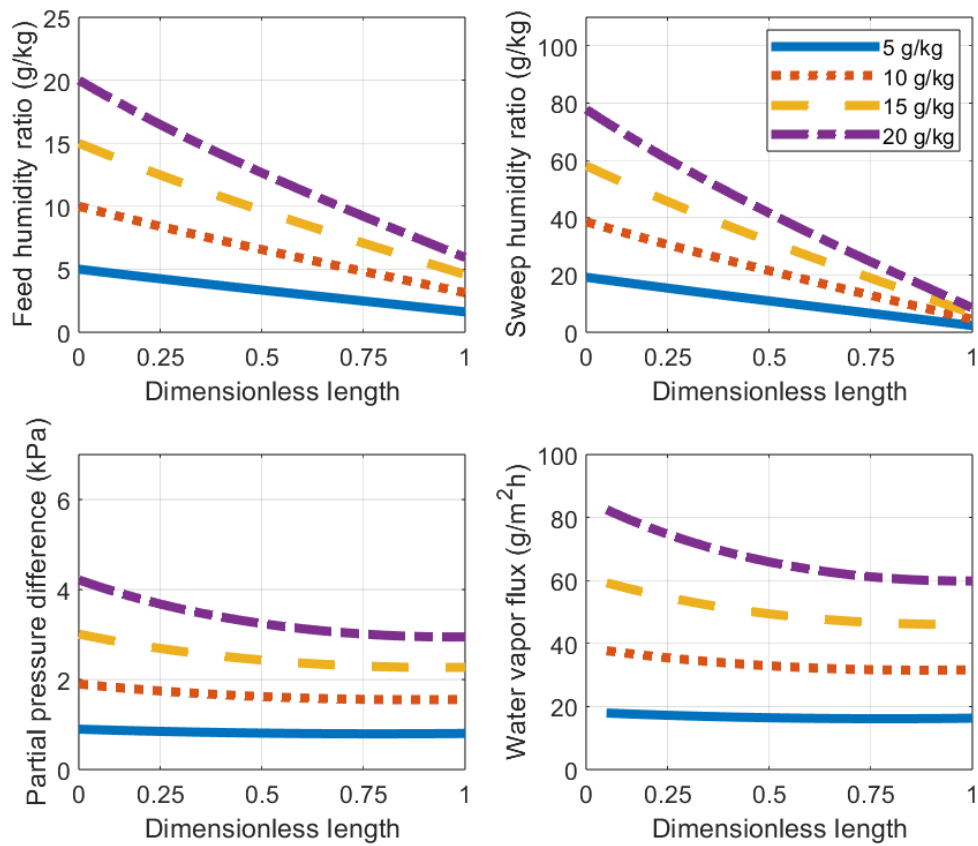 Feed humidity ratio (g/kg)
25
20
15
10
5
0
0 0.25 0.5 0.75 1
Dimensionless length
Sweep humidity ratio (g/kg)
100
80
60
40
20
0
0 0.25 0.5 0.75 1
Dimensionless length
5 g/kg
10 g/kg
15 g/kg
20 g/kg
Partial pressure difference (kPa)
6
4
2
0
0 0.25 0.5 0.75 1
Dimensionless length
Water vapor flux (g/m²h)
100
80
60
40
20
0
0 0.25 0.5 0.75 1
Dimensionless length